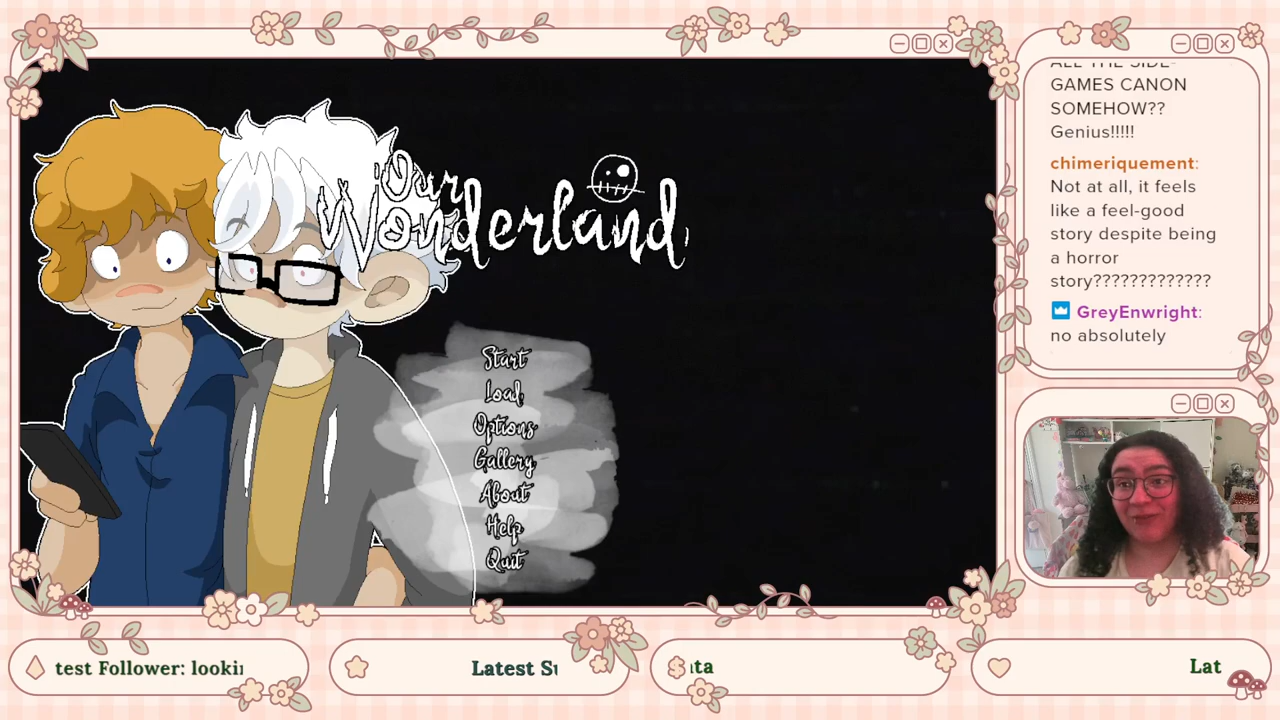 Our
Wonderland
Start
Load
Options
Gallery
About
Help
Quit
ALL THE SIDE-
GAMES CANON
SOMEHOW??
Genius!!!!!
chimeriquement:
Not at all, it feels
like a feel-good
story despite being
a horror
story?????????????
GreyEnwright:
no absolutely
test Follower: lookin
Latest Su
ta
Lat